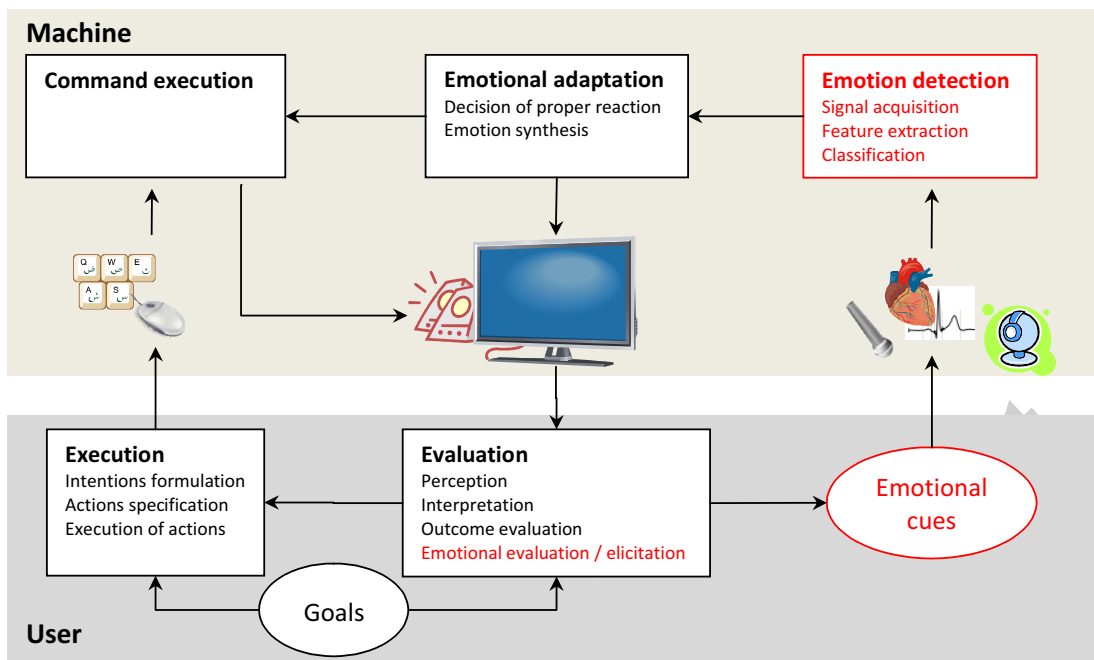 Machine
Command execution
Emotional adaptation
Decision of proper reaction
Emotion synthesis
Emotion detection
Signal acquisition
Feature extraction
Classification
Q ض
W ص
E ث
A ش
S س
Execution
Intentions formulation
Actions specification
Execution of actions
Evaluation
Perception
Interpretation
Outcome evaluation
Emotional evaluation / elicitation
Emotional
cues
Goals
User